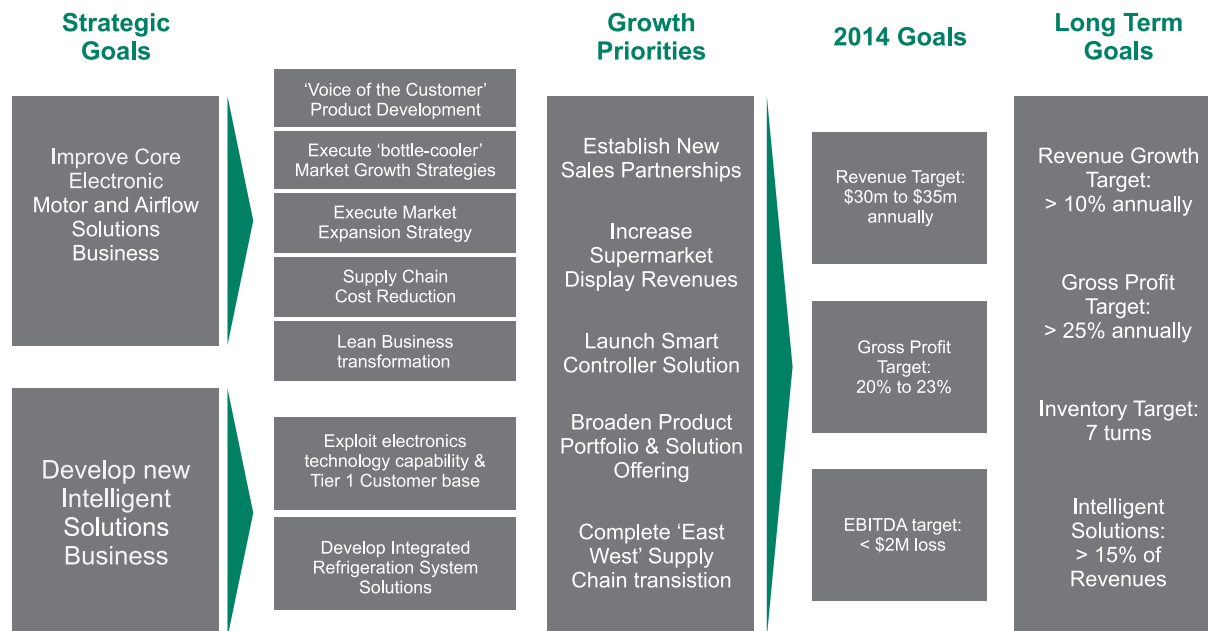 Strategic
Goals
Improve Core
Electronic
Motor and Airflow
Solutions
Business
Develop new
Intelligent
Solutions
Business
‘Voice of the Customer’
Product Development
Execute ‘bottle-cooler’
Market Growth Strategies
Execute Market
Expansion Strategy
Supply Chain
Cost Reduction
Lean Business
transformation
Exploit electronics
technology capability &
Tier 1 Customer base
Develop Integrated
Refrigeration System
Solutions
Growth
Priorities
Establish New
Sales Partnerships
Increase
Supermarket
Display Revenues
Launch Smart
Controller Solution
Broaden Product
Portfolio & Solution
Offering
Complete ‘East
West’ Supply
Chain transistion
2014 Goals
Revenue Target:
$30m to $35m
annually
Gross Profit
Target:
20% to 23%
EBITDA target:
< $2M loss
Long Term
Goals
Revenue Growth
Target:
> 10% annually
Gross Profit
Target:
> 25% annually
Inventory Target:
7 turns
Intelligent
Solutions:
> 15% of
Revenues